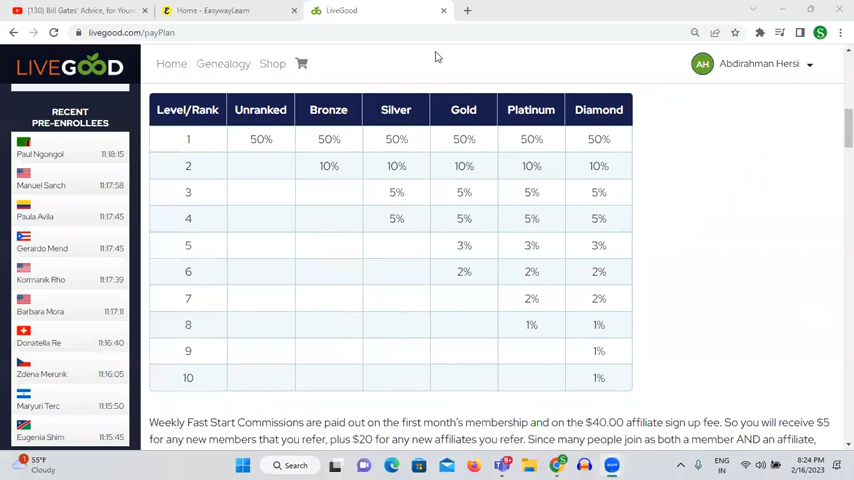 (130) Bill Gates' Advice, for Your
Home - EasywayLearn
LiveGood
livegood.com/payPlan
LIVEGOOD
Home Genealogy Shop
AH Abdirahman Hersi
RECENT
PRE-ENROLLEES
Paul Ngongol 11:18:15
Manuel Sanch 11:17:58
Paula Avila 11:17:45
Gerardo Mend 11:17:45
Kormanik Rho 11:17:39
Barbara Mora 11:17:11
Donatella Re 11:16:40
Zdena Merunk 11:16:05
Maryuri Terc 11:15:50
Eugenia Shim 11:15:45
Level/Rank Unranked Bronze Silver Gold Platinum Diamond
1 50% 50% 50% 50% 50% 50%
2 10% 10% 10% 10% 10%
3 5% 5% 5% 5%
4 5% 5% 5% 5%
5 3% 3% 3%
6 2% 2% 2%
7 2% 2%
8 1% 1%
9 1%
10 1%
Weekly Fast Start Commissions are paid out on the first month's membership and on the $40.00 affiliate sign up fee. So you will receive $5
for any new members that you refer, plus $20 for any new affiliates you refer. Since many people join as both a member AND an affiliate,
55°F
Cloudy
Search
ENG
IN
8:24 PM
2/16/2023